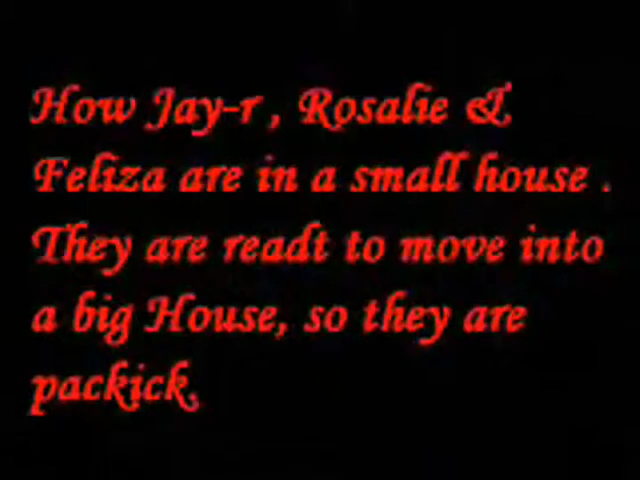 How Jay-r , Rosalie &
Feliza are in a small house .
They are readt to move into
a big House, so they are
packick.